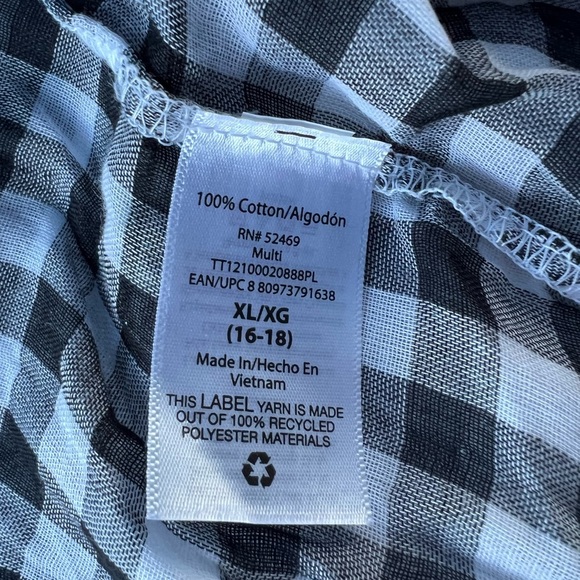 100% Cotton/Algodón
RN# 52469
Multi
TT12100020888PL
EAN/UPC 8 80973791638
XL/XG
(16-18)
Made In/Hecho En
Vietnam
THIS LABEL YARN IS MADE
OUT OF 100% RECYCLED
POLYESTER MATERIALS